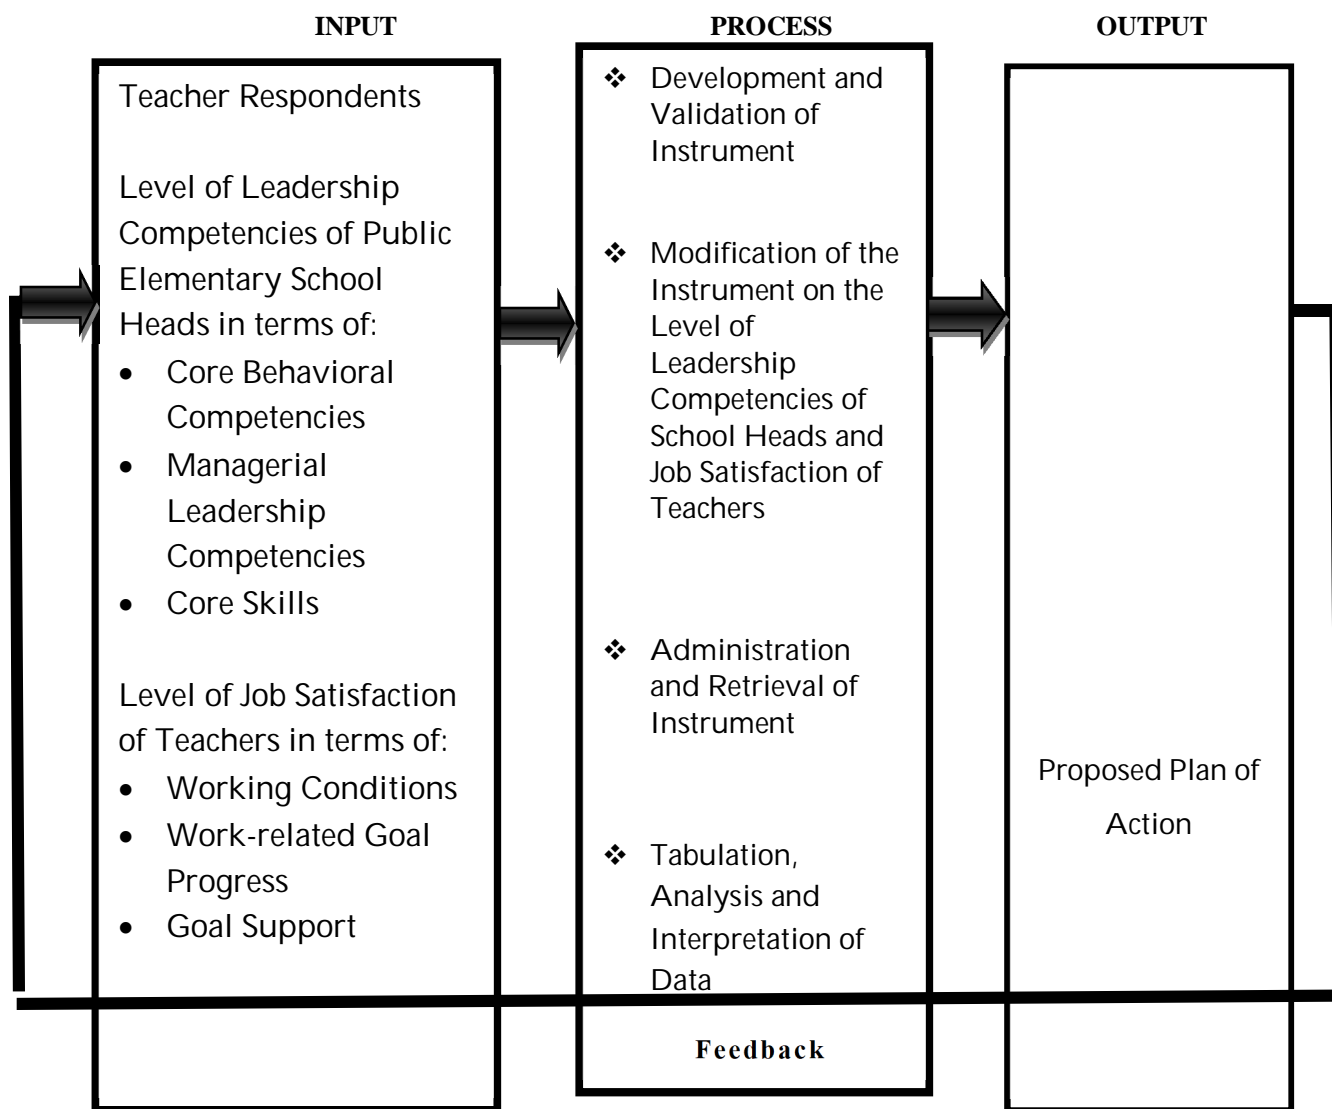 INPUT
PROCESS
OUTPUT
Teacher Respondents
Level of Leadership
Competencies of Public
Elementary School
Heads in terms of:
• Core Behavioral
Competencies
• Managerial
Leadership
Competencies
• Core Skills
Level of Job Satisfaction
of Teachers in terms of:
• Working Conditions
• Work-related Goal
Progress
• Goal Support
❖ Development and
Validation of
Instrument
❖ Modification of the
Instrument on the
Level of
Leadership
Competencies of
School Heads and
Job Satisfaction of
Teachers
❖ Administration
and Retrieval of
Instrument
❖ Tabulation,
Analysis and
Interpretation of
Data
Proposed Plan of
Action
Feedback